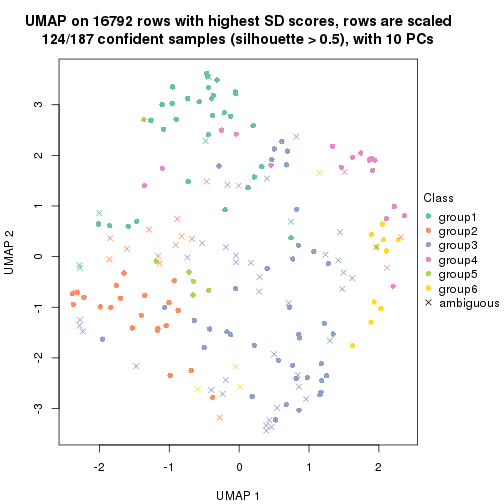 UMAP on 16792 rows with highest SD scores, rows are scaled
124/187 confident samples (silhouette > 0.5), with 10 PCs
3
2
1
0
-1
-2
-3
UMAP 2
-2
-1
0
1
2
UMAP 1
Class
group1
group2
group3
group4
group5
group6
ambiguous